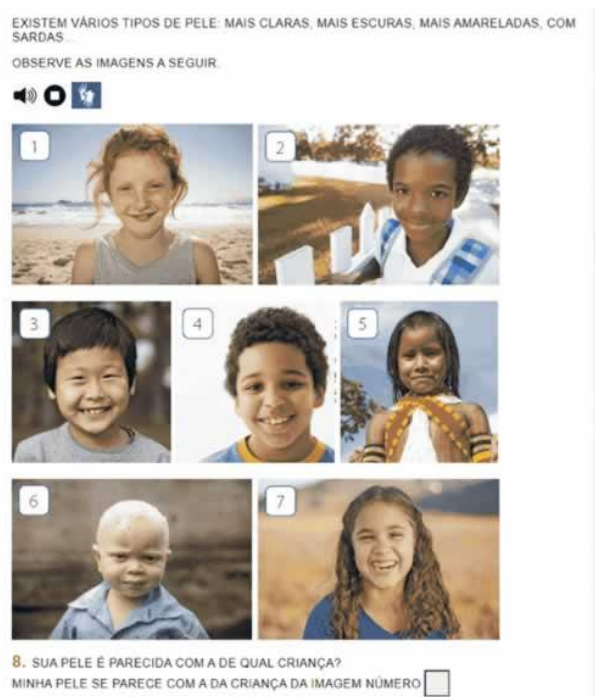 EXISTEM VÁRIOS TIPOS DE PELE: MAIS CLARAS, MAIS ESCURAS, MAIS AMARELADAS, COM
SARDAS...
OBSERVE AS IMAGENS A SEGUIR.
1
2
3
4
5
6
7
8. SUA PELE É PARECIDA COM A DE QUAL CRIANÇA?
MINHA PELE SE PARECE COM A DA CRIANÇA DA IMAGEM NÚMERO